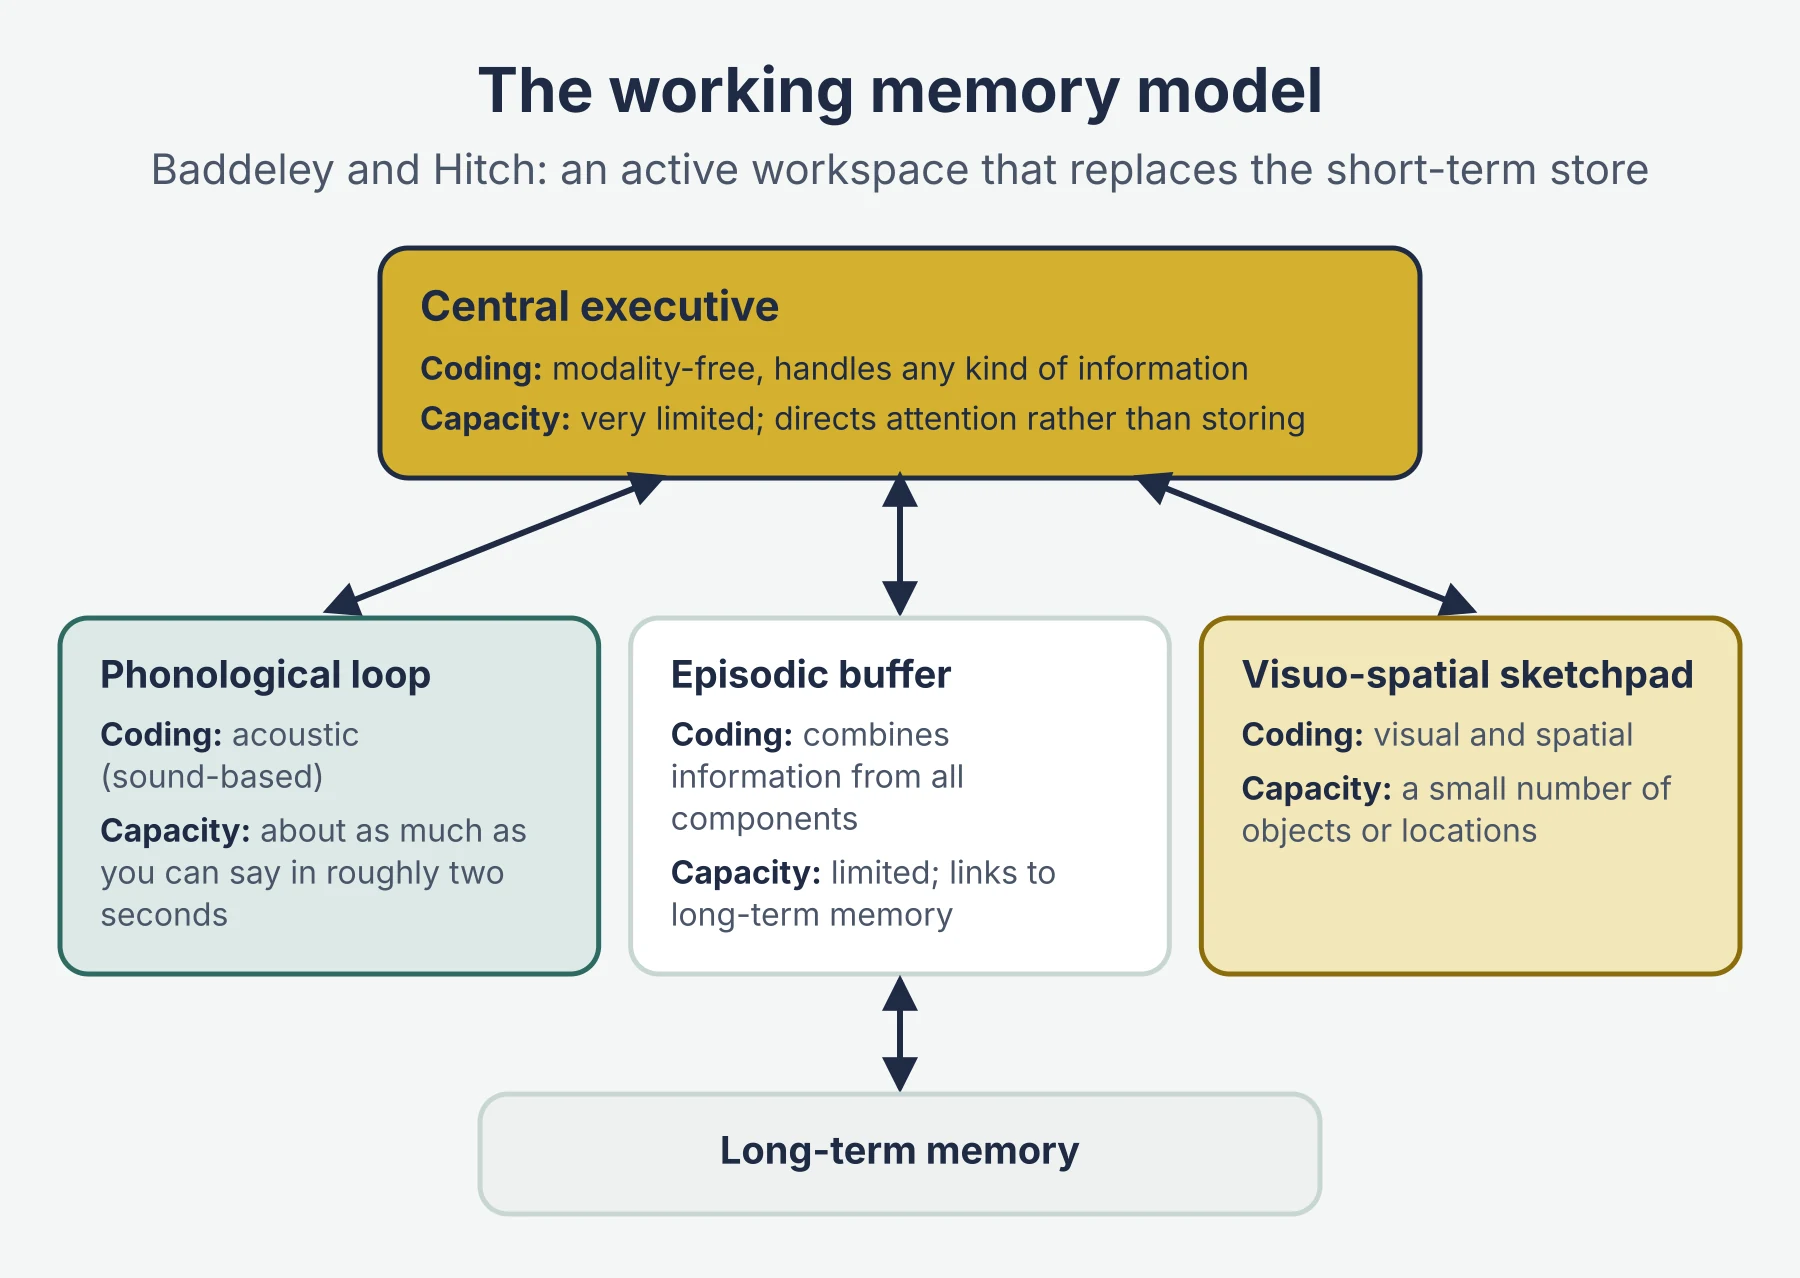 The working memory model
Baddeley and Hitch: an active workspace that replaces the short-term store
Central executive
Coding: modality-free, handles any kind of information
Capacity: very limited; directs attention rather than storing
Phonological loop
Coding: acoustic
(sound-based)
Capacity: about as much as
you can say in roughly two
seconds
Episodic buffer
Coding: combines
information from all
components
Capacity: limited; links to
long-term memory
Visuo-spatial sketchpad
Coding: visual and spatial
Capacity: a small number of
objects or locations
Long-term memory